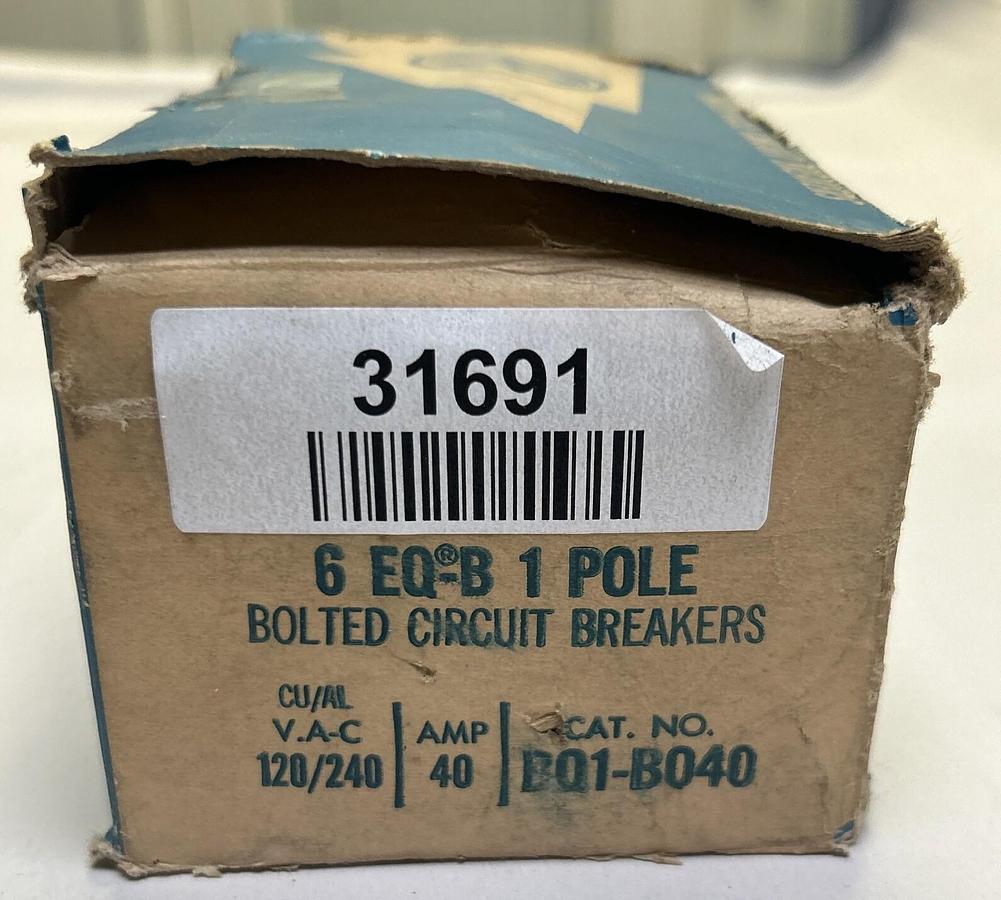 31691
6 EQ®-B 1 POLE
BOLTED CIRCUIT BREAKERS
CU/AL
V.A-C
120/240
AMP
40
CAT. NO.
BQ1-B040